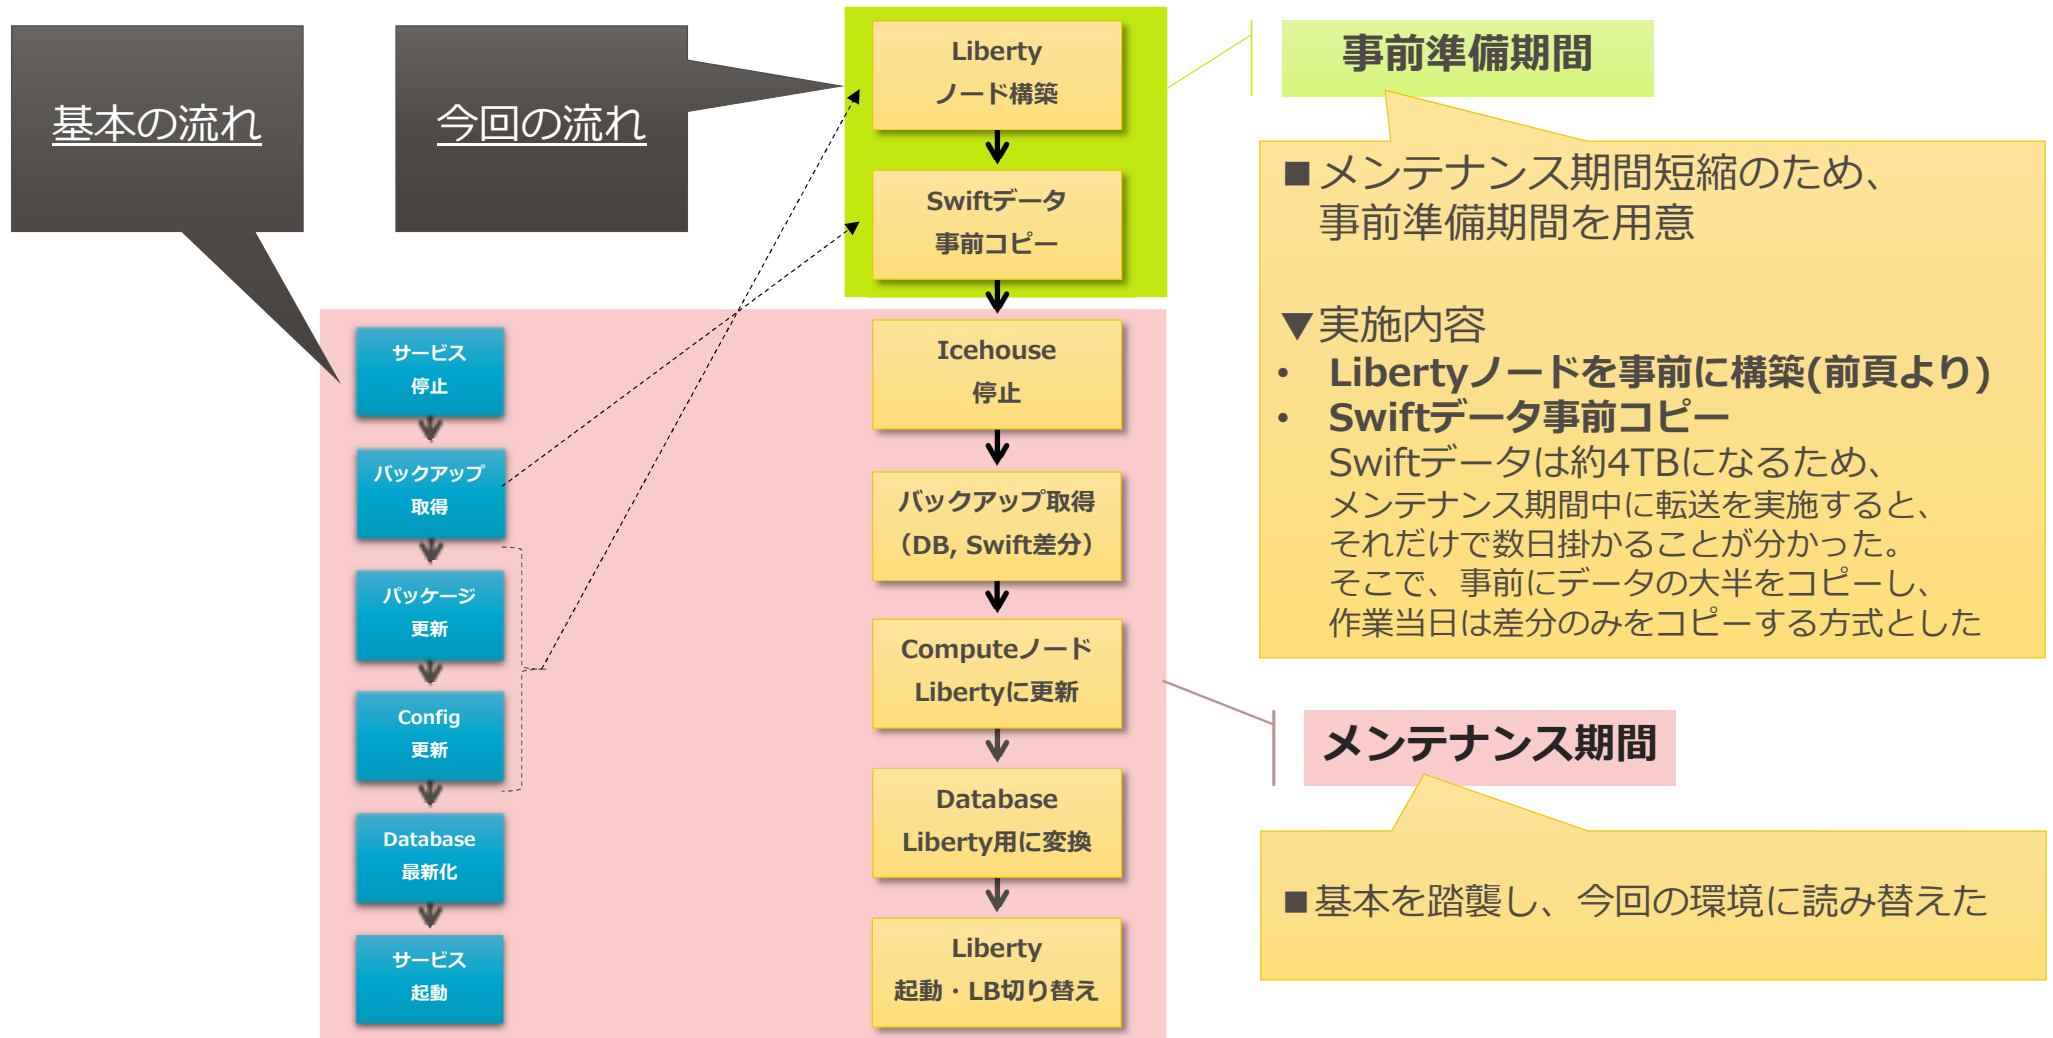 基本の流れ
今回の流れ
サービス
停止
バックアップ
取得
パッケージ
更新
Config
更新
Database
最新化
サービス
起動
Liberty
ノード構築
Swiftデータ
事前コピー
Icehouse
停止
バックアップ取得
（DB, Swift差分）
Computeノード
Libertyに更新
Database
Liberty用に変換
Liberty
起動・LB切り替え
事前準備期間
■メンテナンス期間短縮のため、
事前準備期間を用意
▼実施内容
• Libertyノードを事前に構築(前頁より)
• Swiftデータ事前コピー
Swiftデータは約4TBになるため、
メンテナンス期間中に転送を実施すると、
それだけで数日掛かることが分かった。
そこで、事前にデータの大半をコピーし、
作業当日は差分のみをコピーする方式とした
メンテナンス期間
■基本を踏襲し、今回の環境に読み替えた